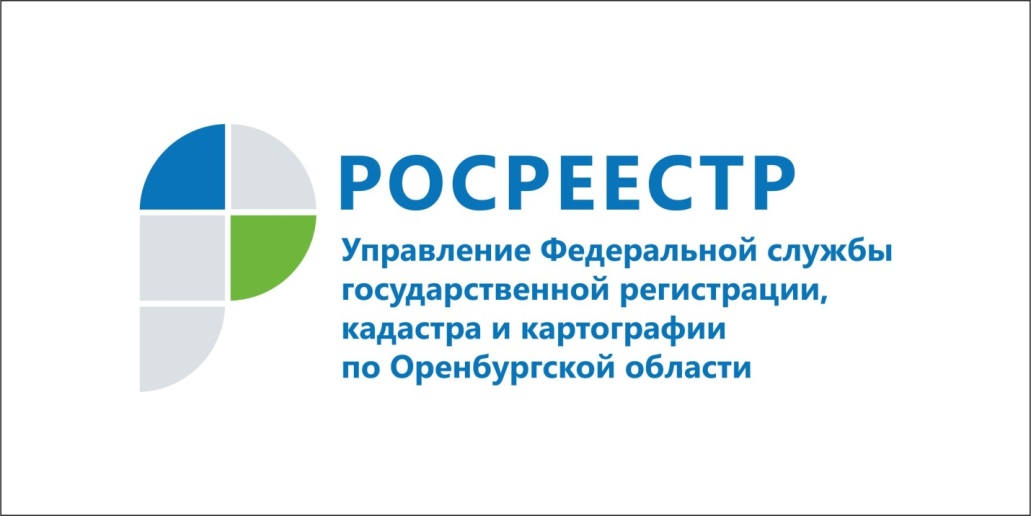 РОСРЕЕСТР
Управление Федеральной службы
государственной регистрации,
кадастра и картографии
по Оренбургской области